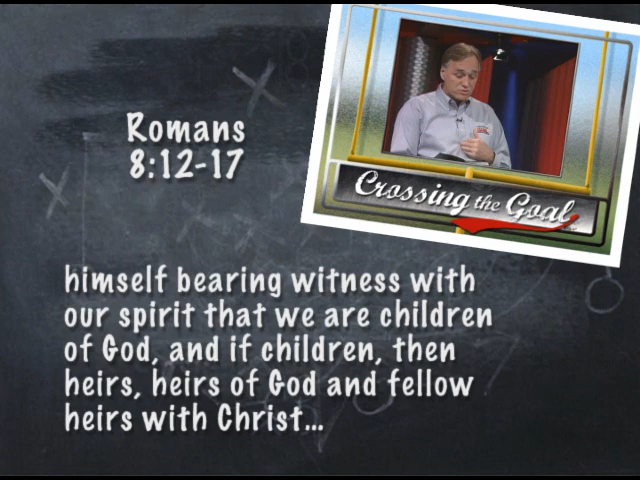 Romans
8:12-17
Crossing the Goal
himself bearing witness with
our spirit that we are children
of God, and if children, then
heirs, heirs of God and fellow
heirs with Christ...